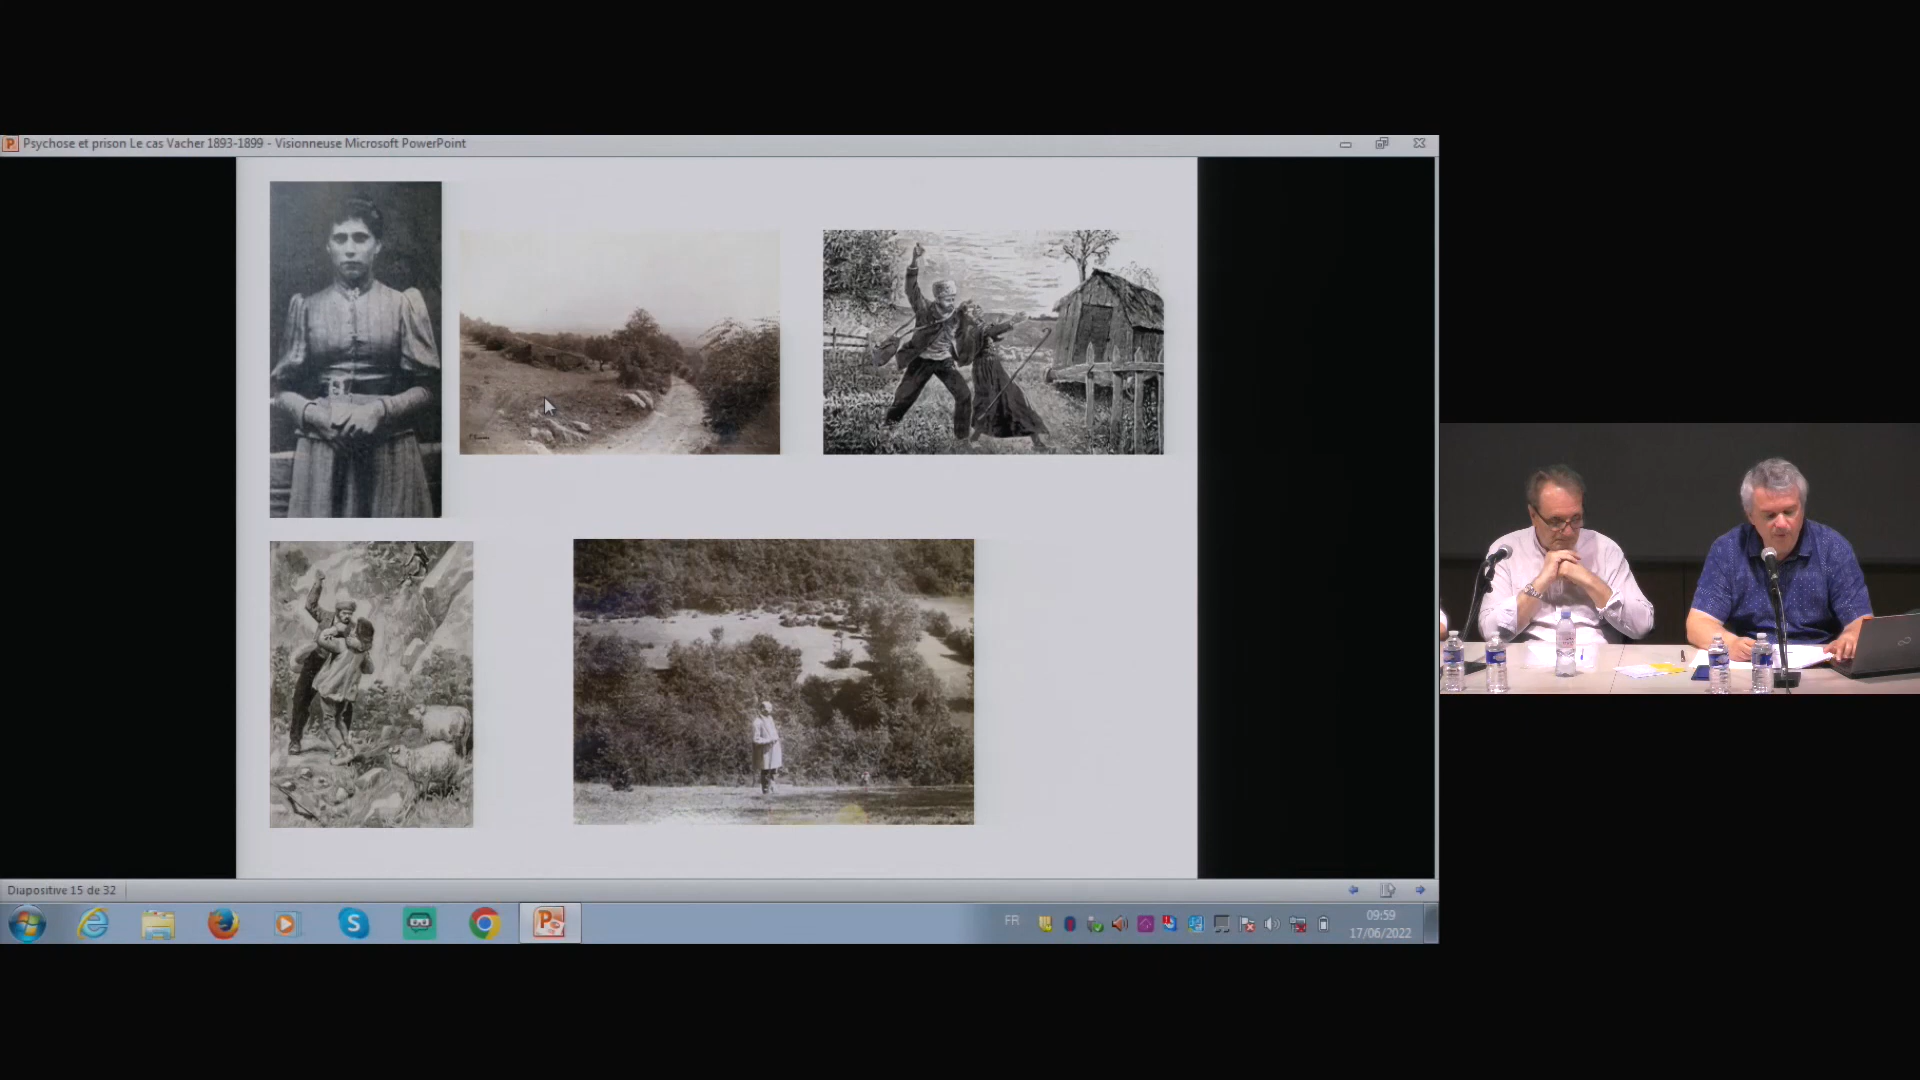 Psychose et prison Le cas Vacher 1893-1899 - Visionneuse Microsoft PowerPoint
Diapositive 15 de 32
FR
09:59
17/06/2022